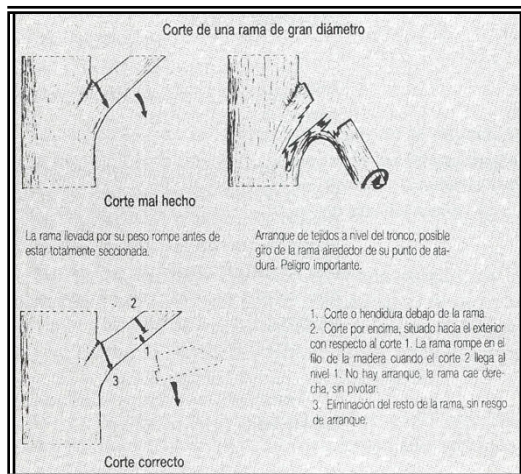 Corte de una rama de gran diámetro
Corte mal hecho
La rama llevada por su peso rompe antes de
estar totalmente seccionada.
Arranque de tejidos a nivel del tronco, posible
giro de la rama alrededor de su punto de ata-
dura. Peligro importante.
2
1
3
1. Corte o hendidura debajo de la rama.
2. Corte por encima, situado hacia el exterior
con respecto al corte 1. La rama rompe en el
filo de la madera cuando el corte 2 llega al
nivel 1. No hay arranque, la rama cae dere-
cha, sin pivotar.
3. Eliminación del resto de la rama, sin riesgo
de arranque.
Corte correcto